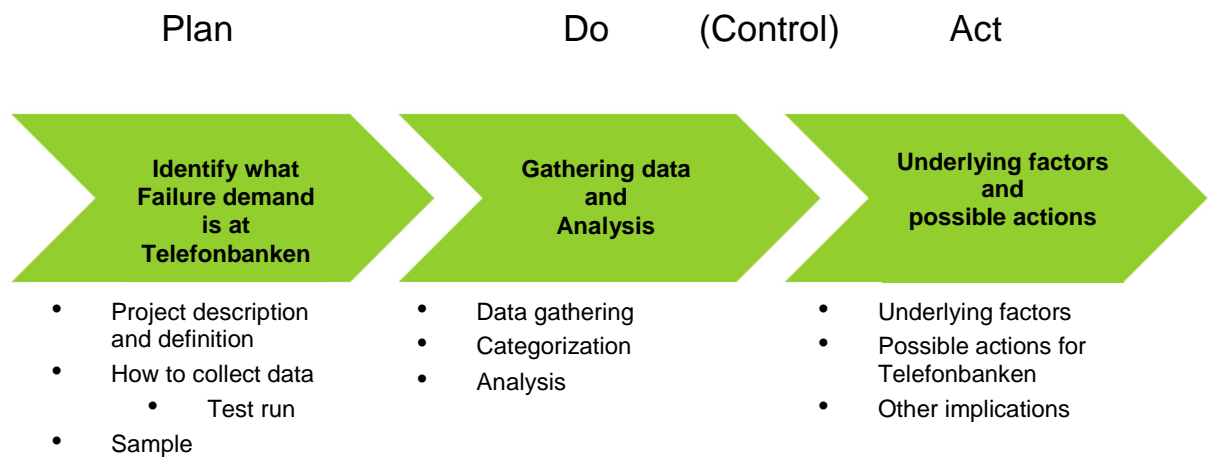 Plan Do (Control) Act
Identify what
Failure demand
is at
Telefonbanken
Gathering data
and
Analysis
Underlying factors
and
possible actions
• Project description
and definition
• How to collect data
• Test run
• Sample
• Data gathering
• Categorization
• Analysis
• Underlying factors
• Possible actions for
Telefonbanken
• Other implications